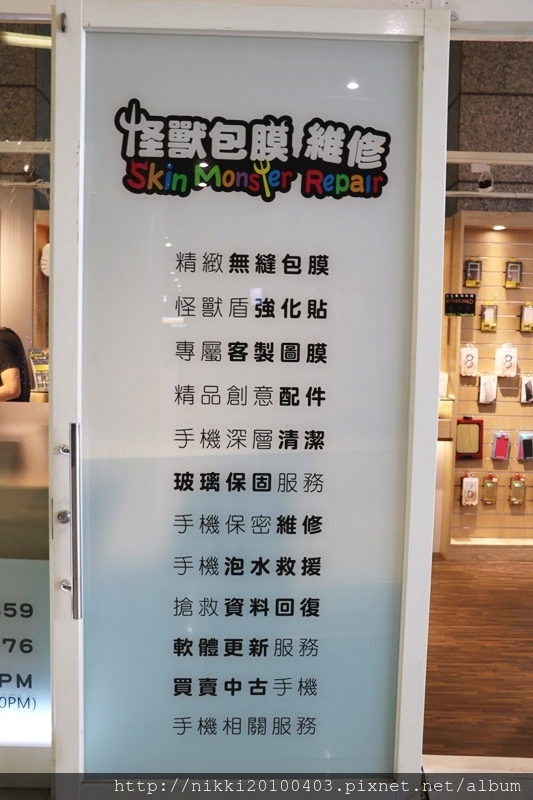 怪獸包膜/維修
Skin Monster Repair
精緻無縫包膜
怪獸盾強化貼
專屬客製圖膜
精品創意配件
手機深層清潔
玻璃保固服務
手機保密維修
手機泡水救援
搶救資料回復
軟體更新服務
買賣中古手機
手機相關服務
59
76
PM
0PM)
http://nikki20100403.pixnet.net/album